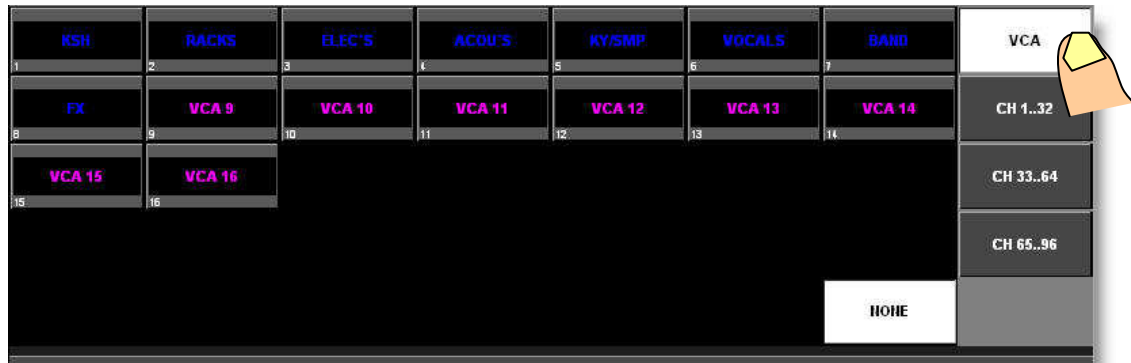 KSH RACKS ELEC'S ACOU'S KY/SMP VOCALS BAND VCA
1 2 3 4 5 6 7
FX VCA 9 VCA 10 VCA 11 VCA 12 VCA 13 VCA 14 CH 1..32
8 9 10 11 12 13 14
VCA 15 VCA 16 CH 33..64
15 16
CH 65..96
NONE